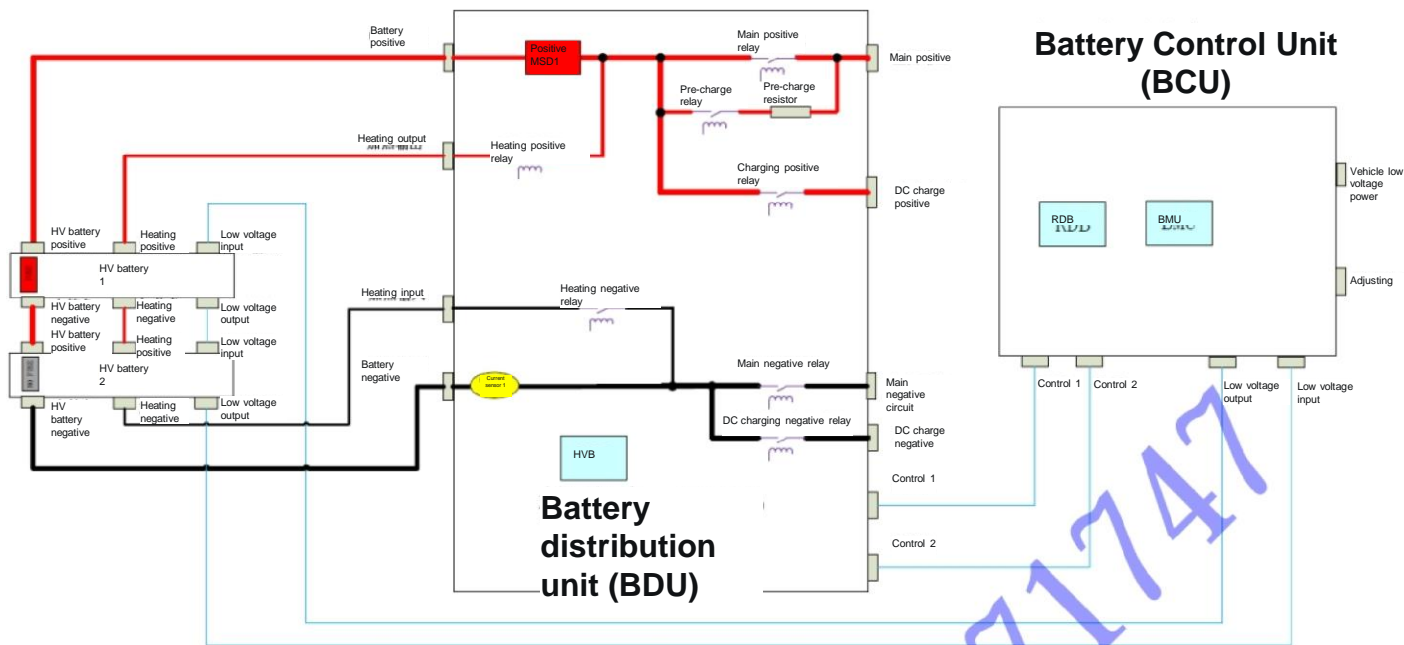 Battery
positive
Positive
MSD1
Main positive
relay
Main positive
Pre-charge
relay
Pre-charge
resistor
Heating output
Heating positive
relay
Charging positive
relay
DC charge
positive
Battery Control Unit
(BCU)
RDB
BMU
Vehicle low
voltage
power
Adjusting
HV battery
positive
Heating
positive
Low voltage
input
HV battery
1
HV battery
negative
Heating
negative
Low voltage
output
HV battery
positive
Heating
positive
Low voltage
input
HV battery
2
HV
battery
negative
Heating
negative
Low voltage
output
Heating input
Heating negative
relay
Battery
negative
Current
sensor 1
Main negative relay
Main
negative
circuit
DC charging negative relay
DC charge
negative
HVB
Battery
distribution
unit (BDU)
Control 1
Control 2
Control 1
Control 2
Low voltage
output
Low voltage
input
71747